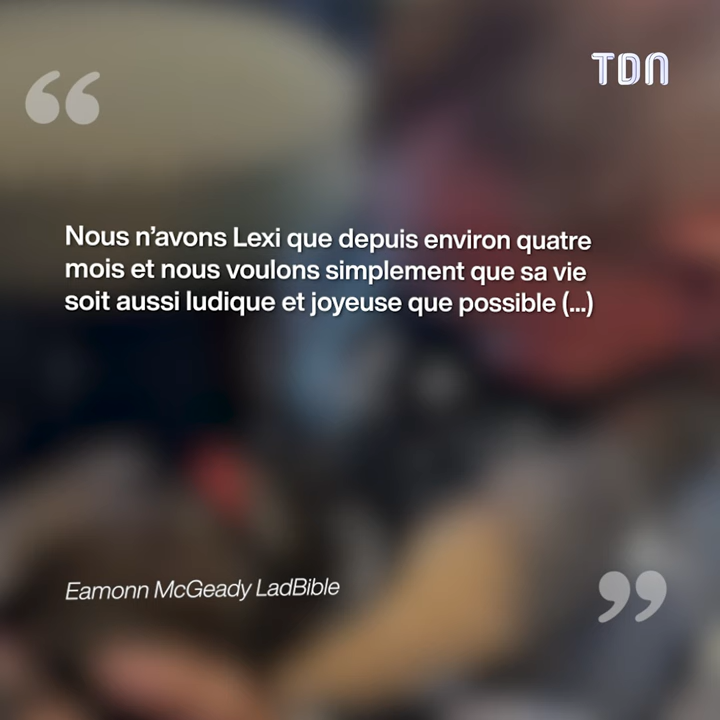 TDN
“
Nous n’avons Lexi que depuis environ quatre
mois et nous voulons simplement que sa vie
soit aussi ludique et joyeuse que possible (...)
Eamonn McGeady LadBible
”